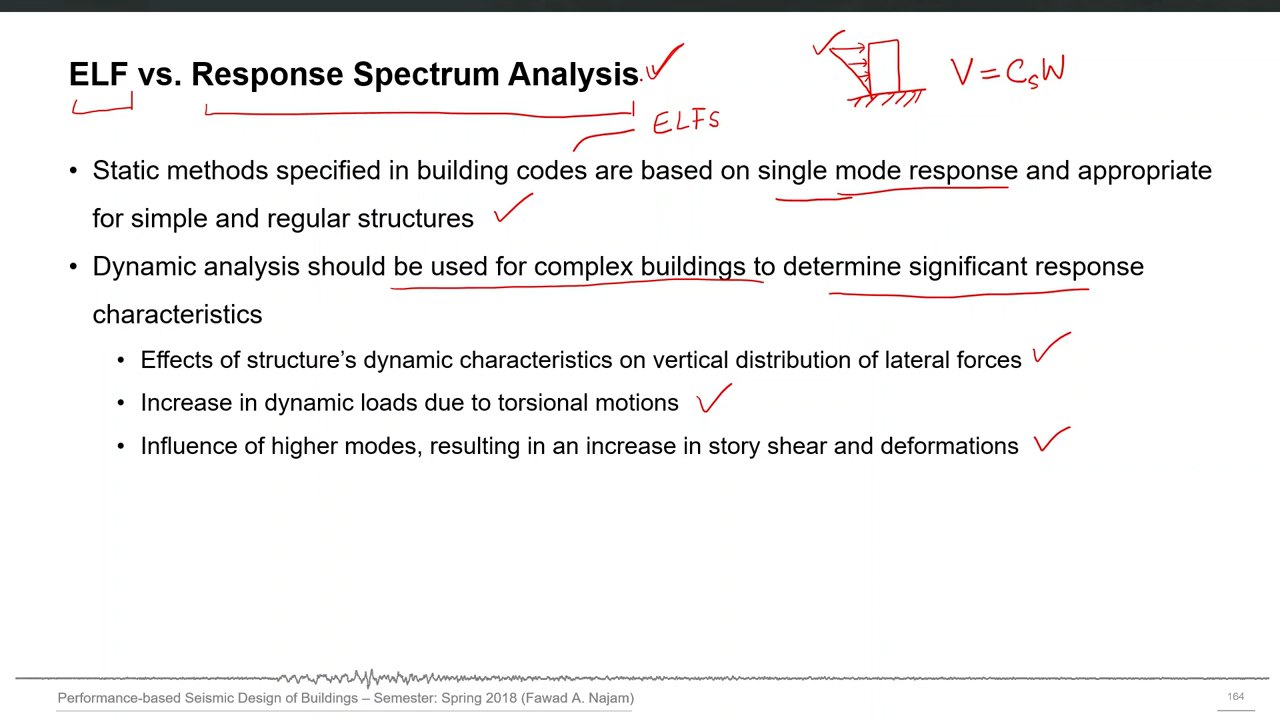 ELF vs. Response Spectrum Analysis
V = CsW
ELFS
• Static methods specified in building codes are based on single mode response and appropriate
for simple and regular structures
• Dynamic analysis should be used for complex buildings to determine significant response
characteristics
• Effects of structure’s dynamic characteristics on vertical distribution of lateral forces
• Increase in dynamic loads due to torsional motions
• Influence of higher modes, resulting in an increase in story shear and deformations
Performance-based Seismic Design of Buildings – Semester: Spring 2018 (Fawad A. Najam)
164